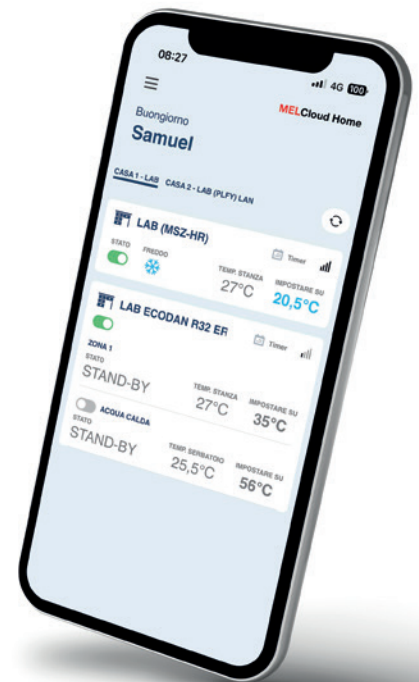 08:27
4G 100
MELCloud Home
Buongiorno
Samuel
CASA 1 - LAB CASA 2 - LAB (PLFY) LAN
LAB (MSZ-HR)
Timer
STATO FREDDO TEMP. STANZA IMPOSTARE SU
27°C 20,5°C
LAB ECODAN R32 ER
Timer
ZONA 1
STATO TEMP. STANZA IMPOSTARE SU
STAND-BY 27°C 35°C
ACQUA CALDA
STATO TEMP. SERBATOIO IMPOSTARE SU
STAND-BY 25,5°C 56°C